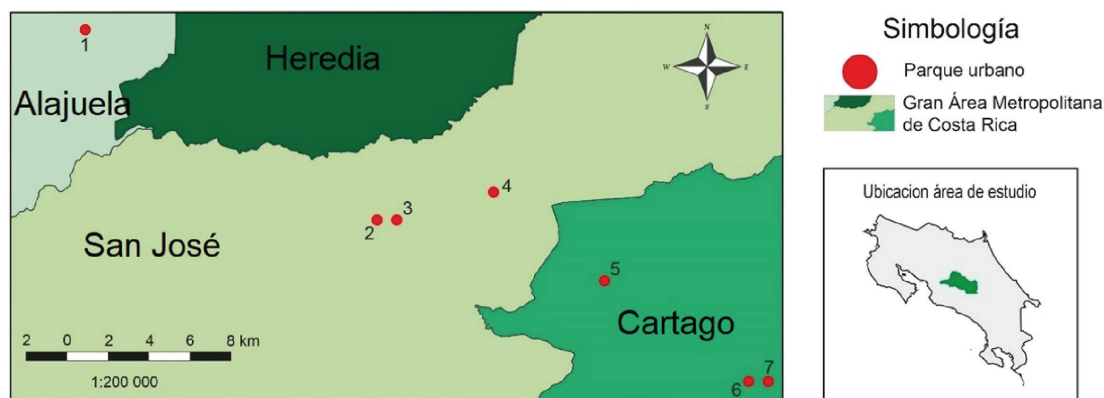 1
Alajuela
Heredia
N
W E
S
2
3
4
San José
5
Cartago
6
7
2 0 2 4 6 8 km
1:200 000
Simbología
Parque urbano
Gran Área Metropolitana
de Costa Rica
Ubicacion área de estudio